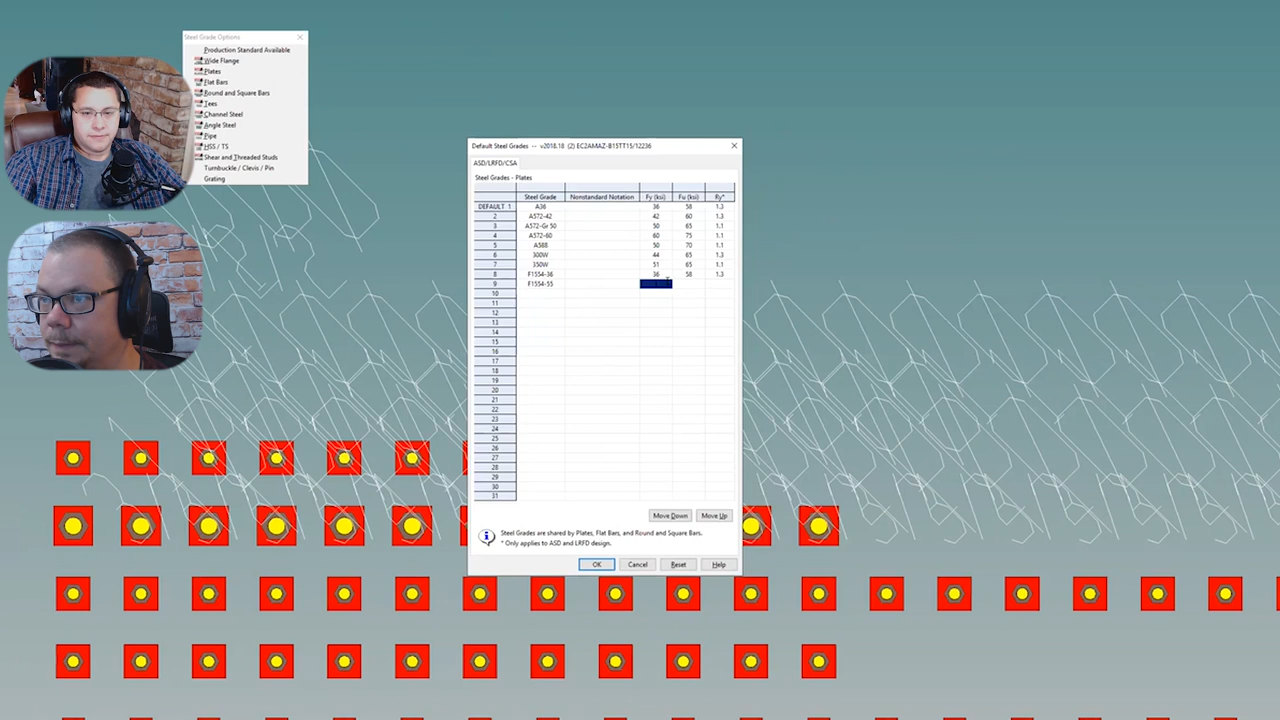 Steel Grade Options
Production Standard Available
Wide Flange
Plates
Flat Bars
Round and Square Bars
Tees
Channel Steel
Angle Steel
Pipe
HSS / TS
Shear and Threaded Studs
Turnbuckle / Clevis / Pin
Grating
Default Steel Grades -- v2018.18 (2) EC2AMAZ-B15TT15/12236
ASD/LRFD/CSA
Steel Grades - Plates
Steel Grade Nonstandard Notation Fy (ksi) Fu (ksi) Ry*
DEFAULT 1 A36 36 58 1.3
2 A572-42 42 60 1.3
3 A572-Gr 50 50 65 1.1
4 A572-60 60 75 1.1
5 A588 50 70 1.1
6 300W 44 65 1.3
7 350W 51 65 1.1
8 F1554-36 36 58 1.3
9 F1554-55
10
11
12
13
14
15
16
17
18
19
20
21
22
23
24
25
26
27
28
29
30
31
Move Down Move Up
Steel Grades are shared by Plates, Flat Bars, and Round and Square Bars.
* Only applies to ASD and LRFD design.
OK Cancel Reset Help